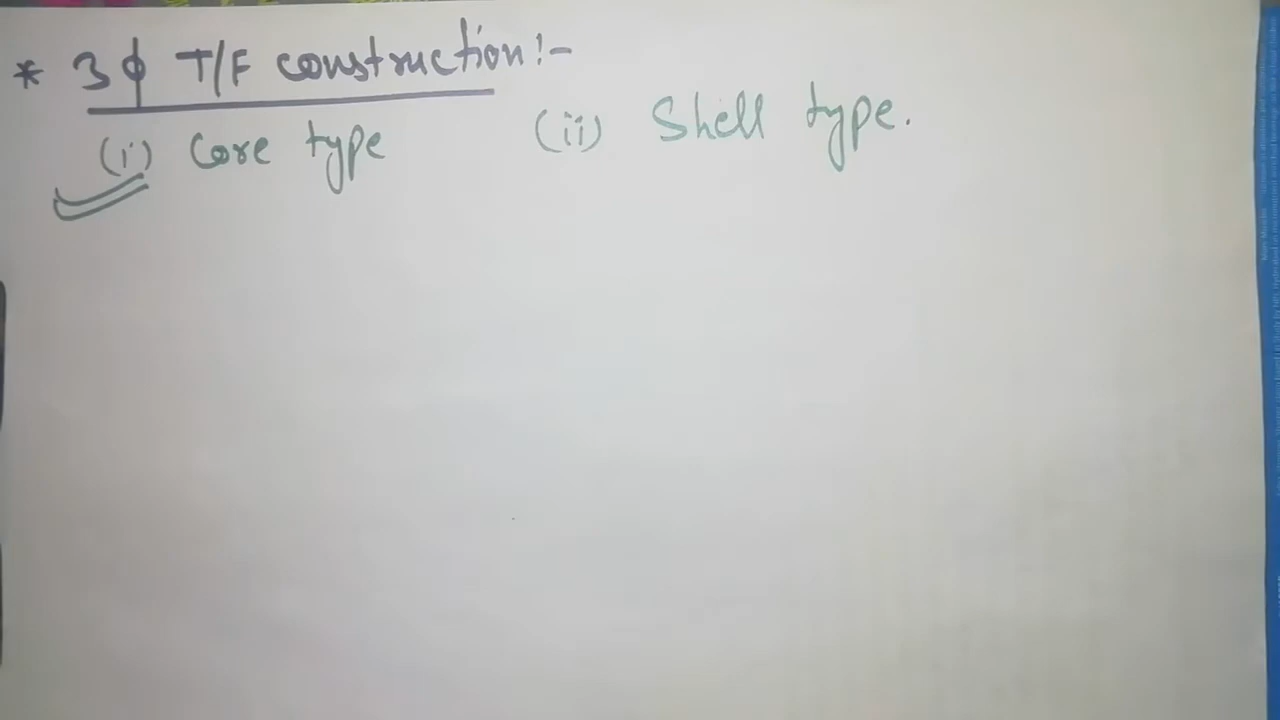 * 3ϕ T/F construction:-
(i) Core type (ii) Shell type.